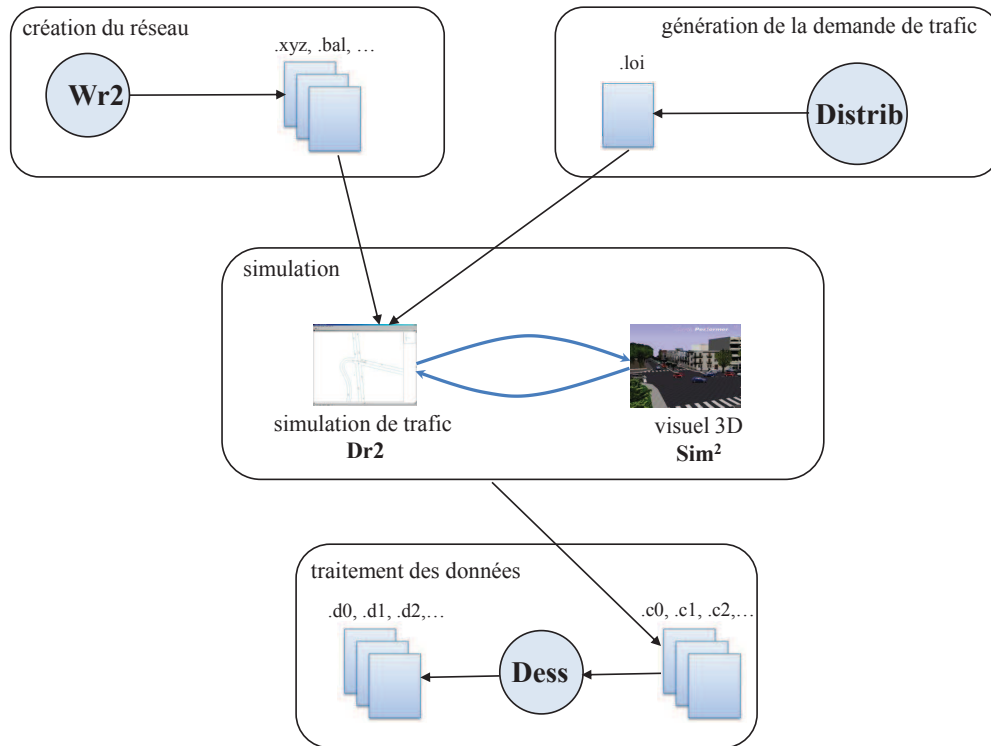 création du réseau
.xyz, .bal, …
Wr2
génération de la demande de trafic
.loi
Distrib
simulation
simulation de trafic
Dr2
visuel 3D
Sim²
traitement des données
.d0, .d1, .d2,…
.c0, .c1, .c2,…
Dess